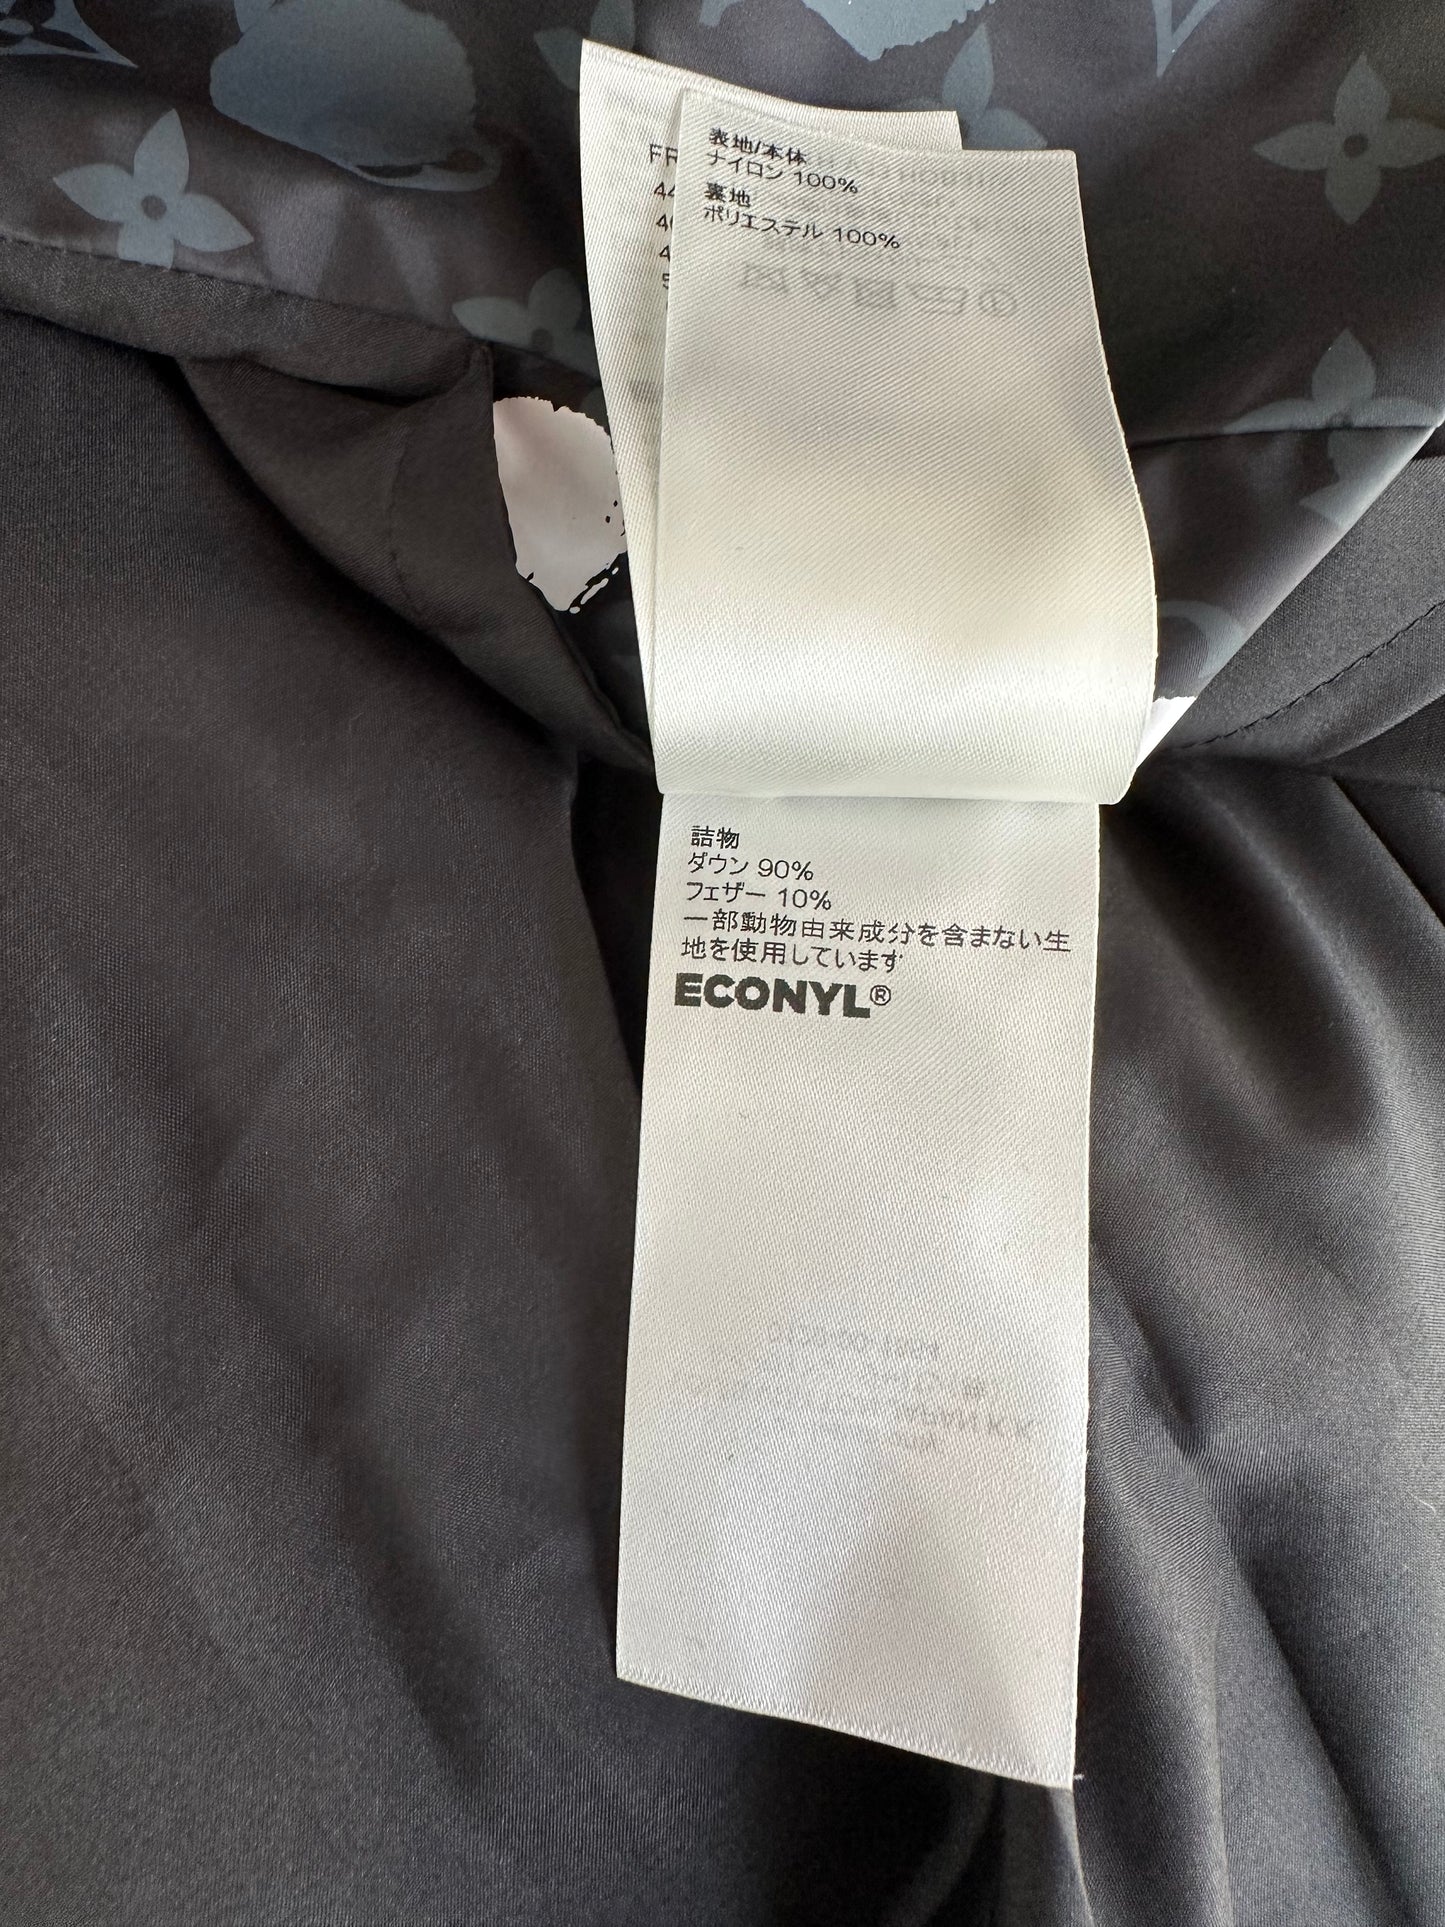 FR
44
表地/本体
ナイロン 100%
裏地
ポリエステル 100%
詰物
ダウン 90%
フェザー 10%
一部動物由来成分を含まない生
地を使用しています
ECONYL®